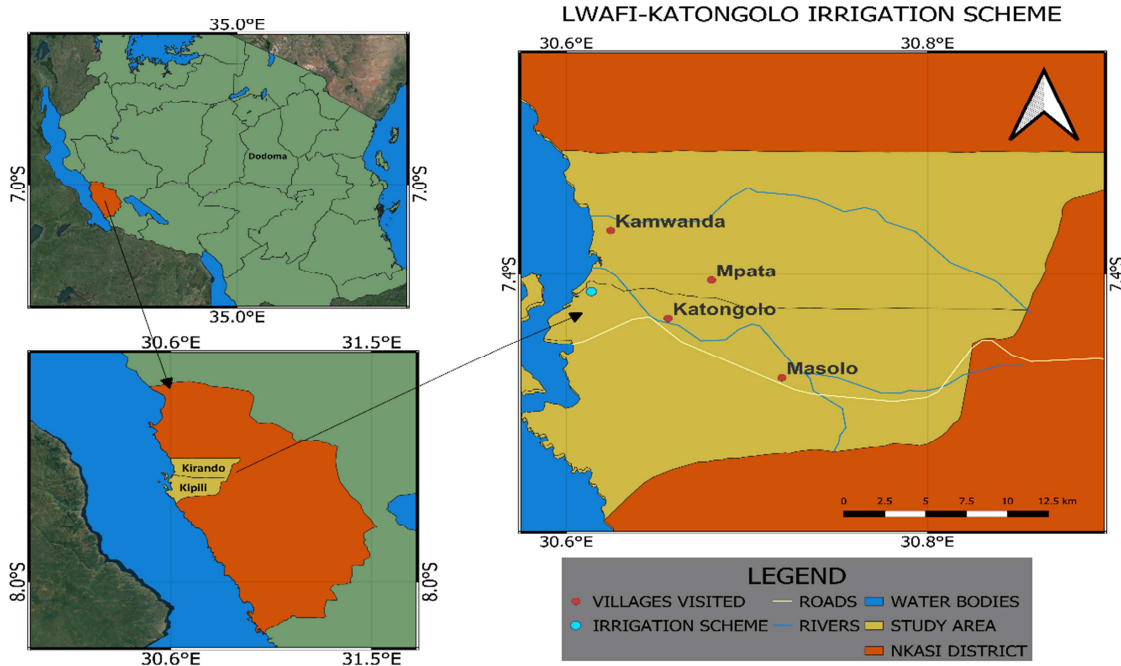 35.0°E
7.0°S
Dodoma
7.0°S
35.0°E
30.6°E 31.5°E
Kirando
Kipili
8.0°S
8.0°S
30.6°E 31.5°E
LWAFI-KATONGOLO IRRIGATION SCHEME
30.6°E 30.8°E
Kamwanda
7.4°S
Mpata
7.4°S
Katongolo
Masolo
0 2.5 5 7.5 10 12.5 km
30.6°E 30.8°E
LEGEND
VILLAGES VISITED ROADS WATER BODIES
IRRIGATION SCHEME RIVERS STUDY AREA
NKASI DISTRICT